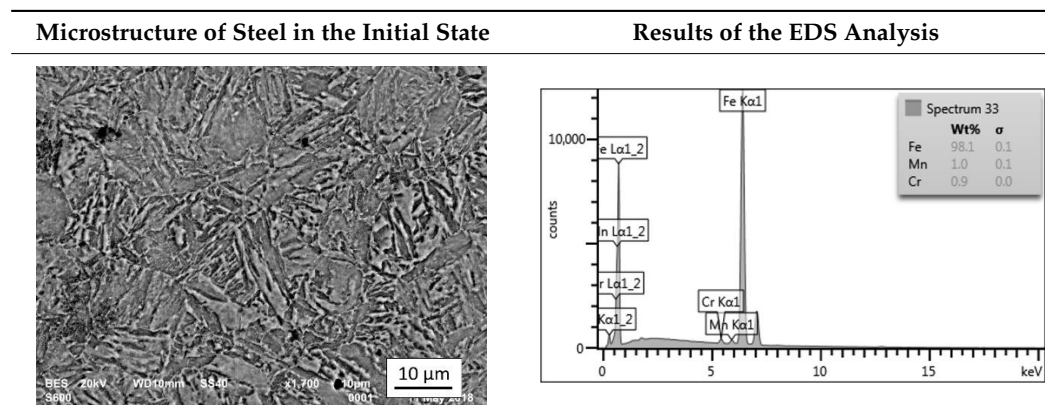 Microstructure of Steel in the Initial State
Results of the EDS Analysis
BES 20kV WD10mm SS40 x1,700 10µm
S600 0001 11 May 2018
10 µm
Fe Kα1
10,000
e Lα1_2
n Lα1_2
r Lα1_2
Kα1_2
Cr Kα1
Mn Kα1
counts
0
5
10
15
keV
Spectrum 33
Wt% σ
Fe 98.1 0.1
Mn 1.0 0.1
Cr 0.9 0.0